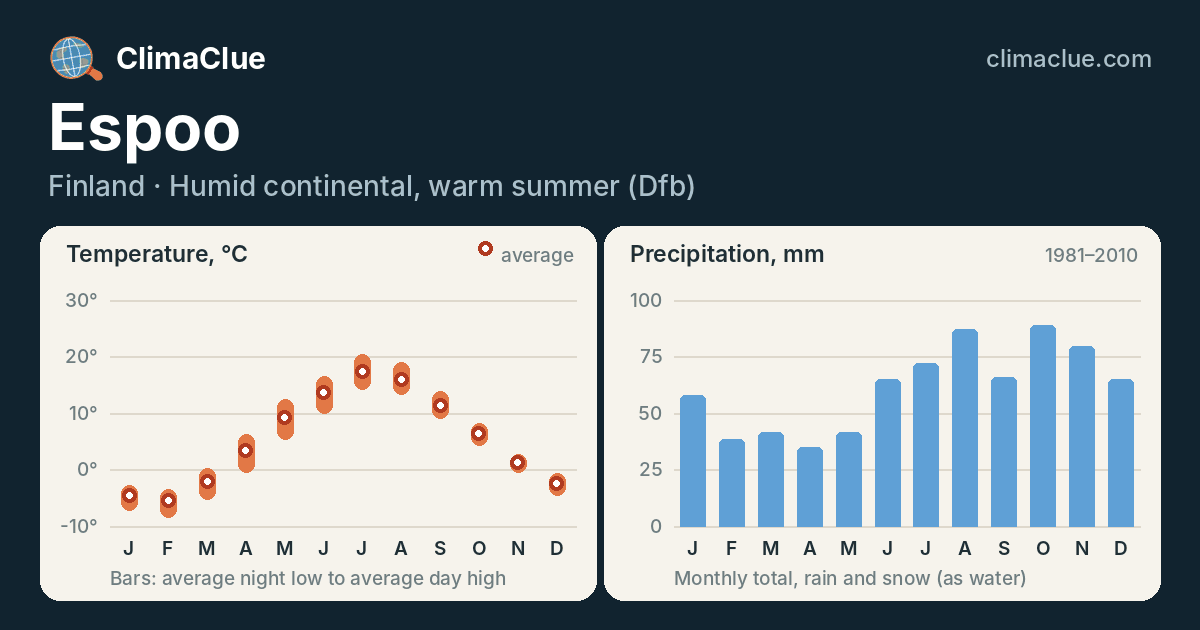 ClimaClue
climaclue.com
Espoo
Finland · Humid continental, warm summer (Dfb)
Temperature, °C
average
30°
20°
10°
0°
-10°
J F M A M J J A S O N D
Bars: average night low to average day high
Precipitation, mm
1981–2010
100
75
50
25
0
J F M A M J J A S O N D
Monthly total, rain and snow (as water)